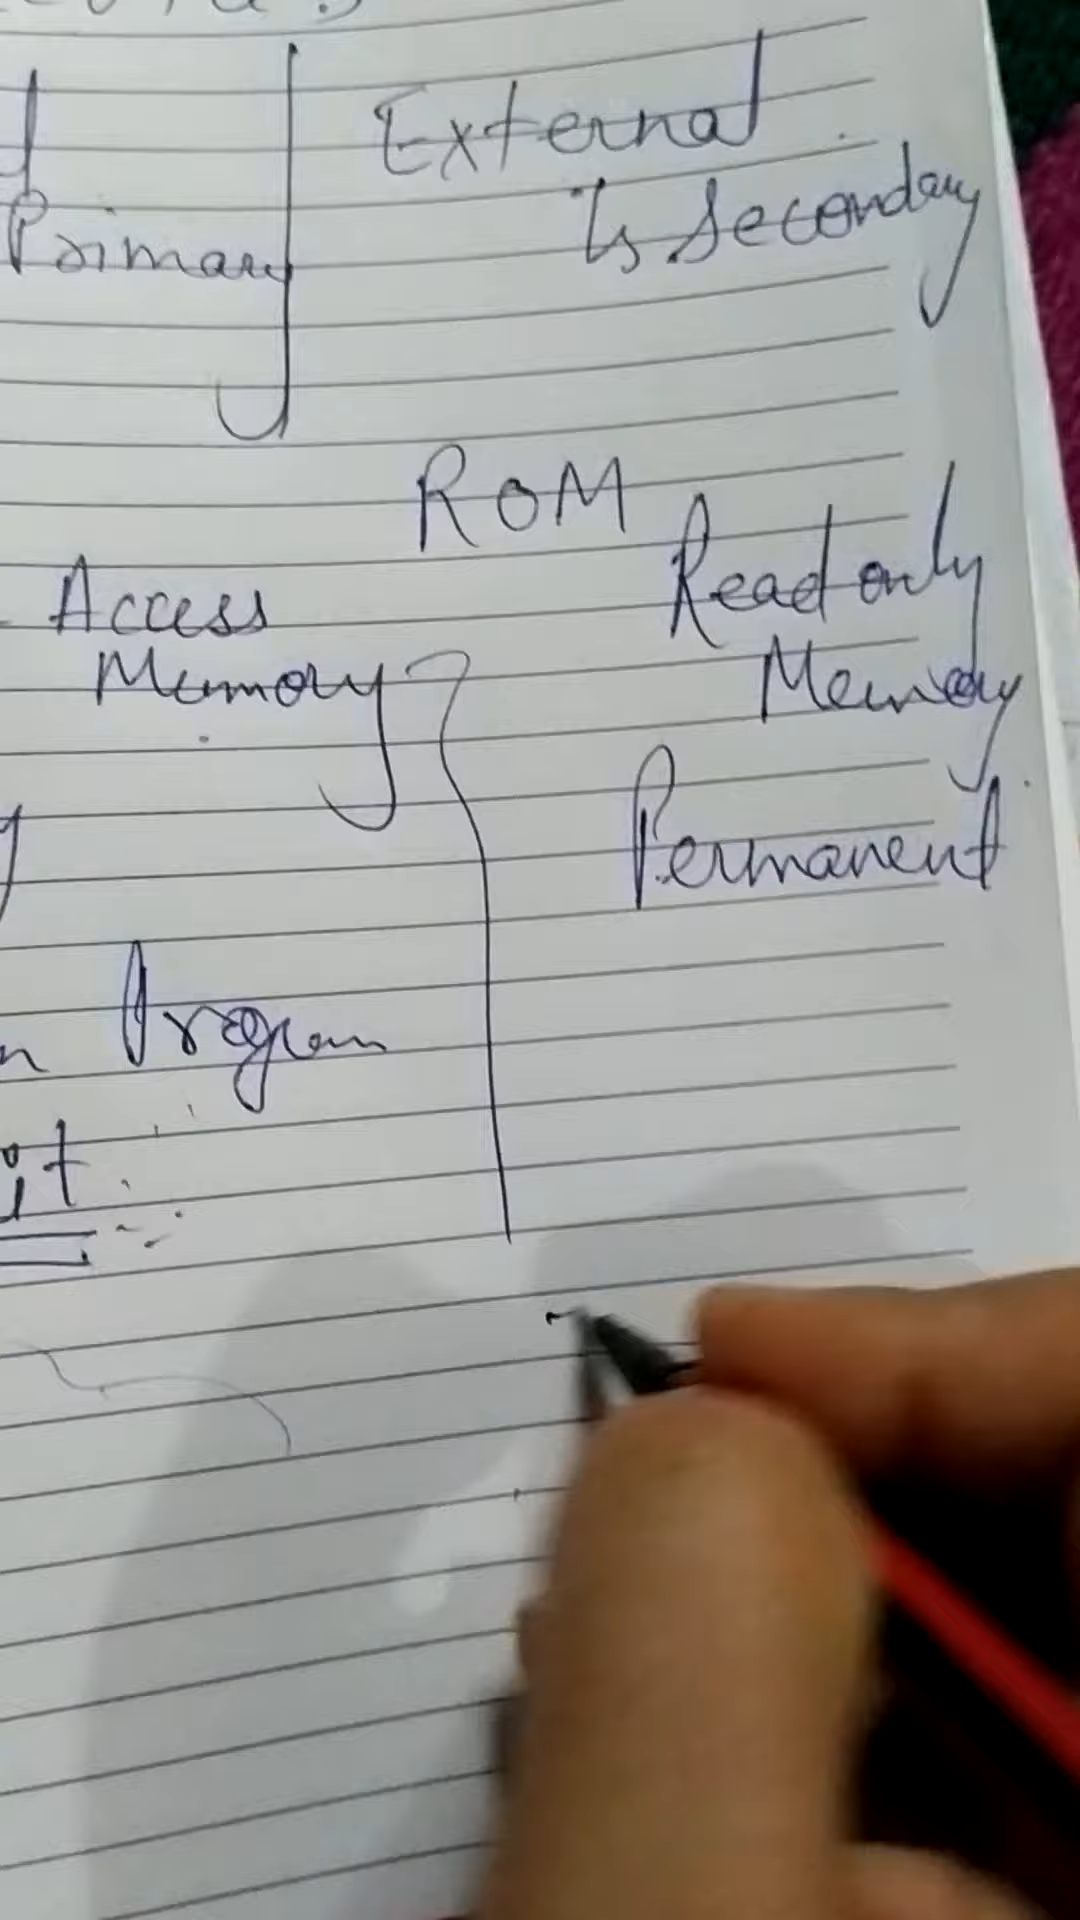 External
Primary
is Secondary
ROM
Access
Read only
Memory
Memory
Permanent
Program
it